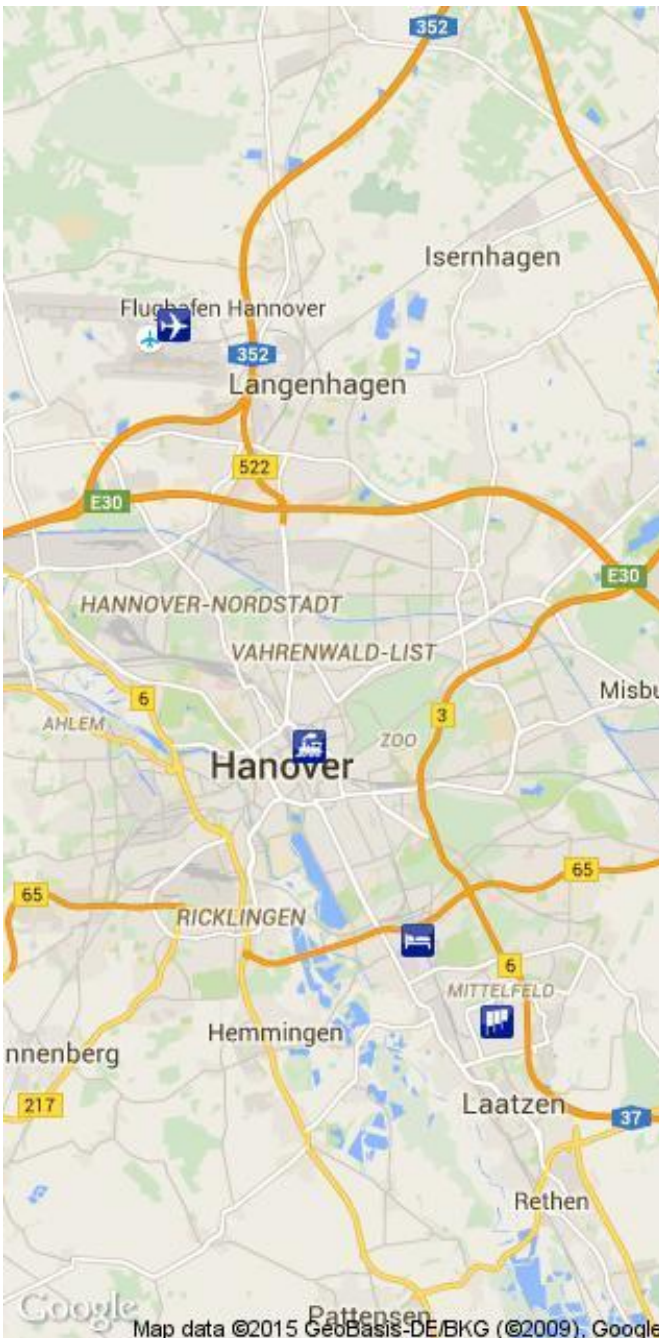 352
Isernhagen
Flughafen Hannover
352
Langenhagen
522
E30
E30
HANNOVER-NORDSTADT
VAHRENWALD-LIST
Misbu
6
3
AHLEM
ZOO
Hanover
65
65
RICKLINGEN
6
MITTELFELD
Hemmingen
nnenberg
217
Laatzen
37
Rethen
Google
Pattensen
Map data ©2015 GeoBasis-DE/BKG (©2009), Google